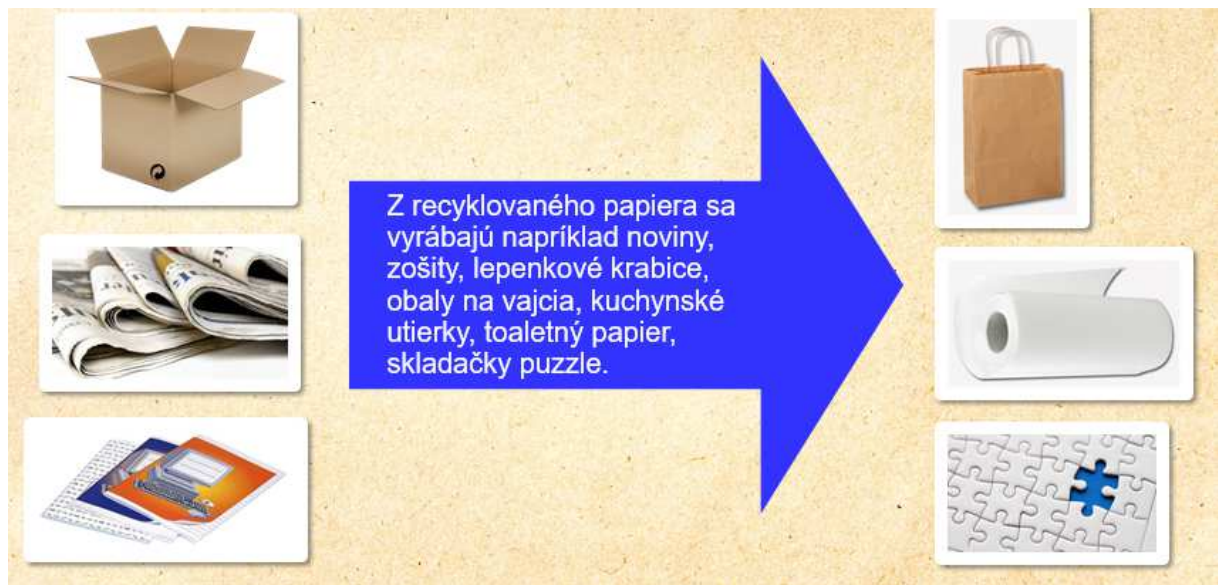 Z recyklovaného papiera sa
vyrábajú napríklad noviny,
zošity, lepenkové krabice,
obaly na vajcia, kuchynské
utierky, toaletný papier,
skladačky puzzle.